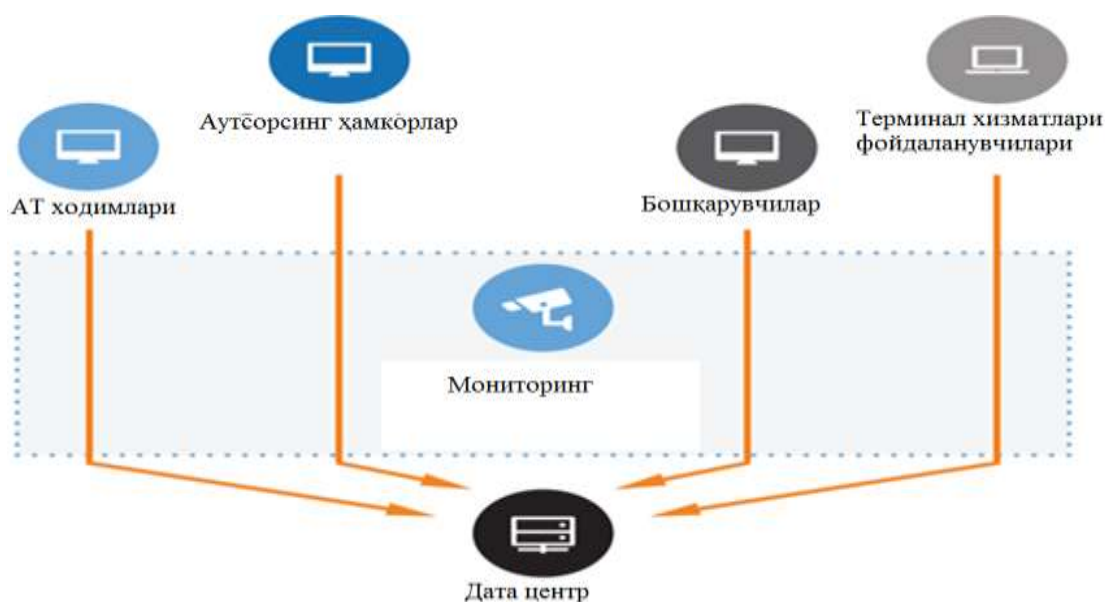 Аутсорсинг ҳамкорлар
Терминал хизматлари
фойдаланувчилари
АТ ходимлари
Бошқарувчилар
Мониторинг
Дата центр